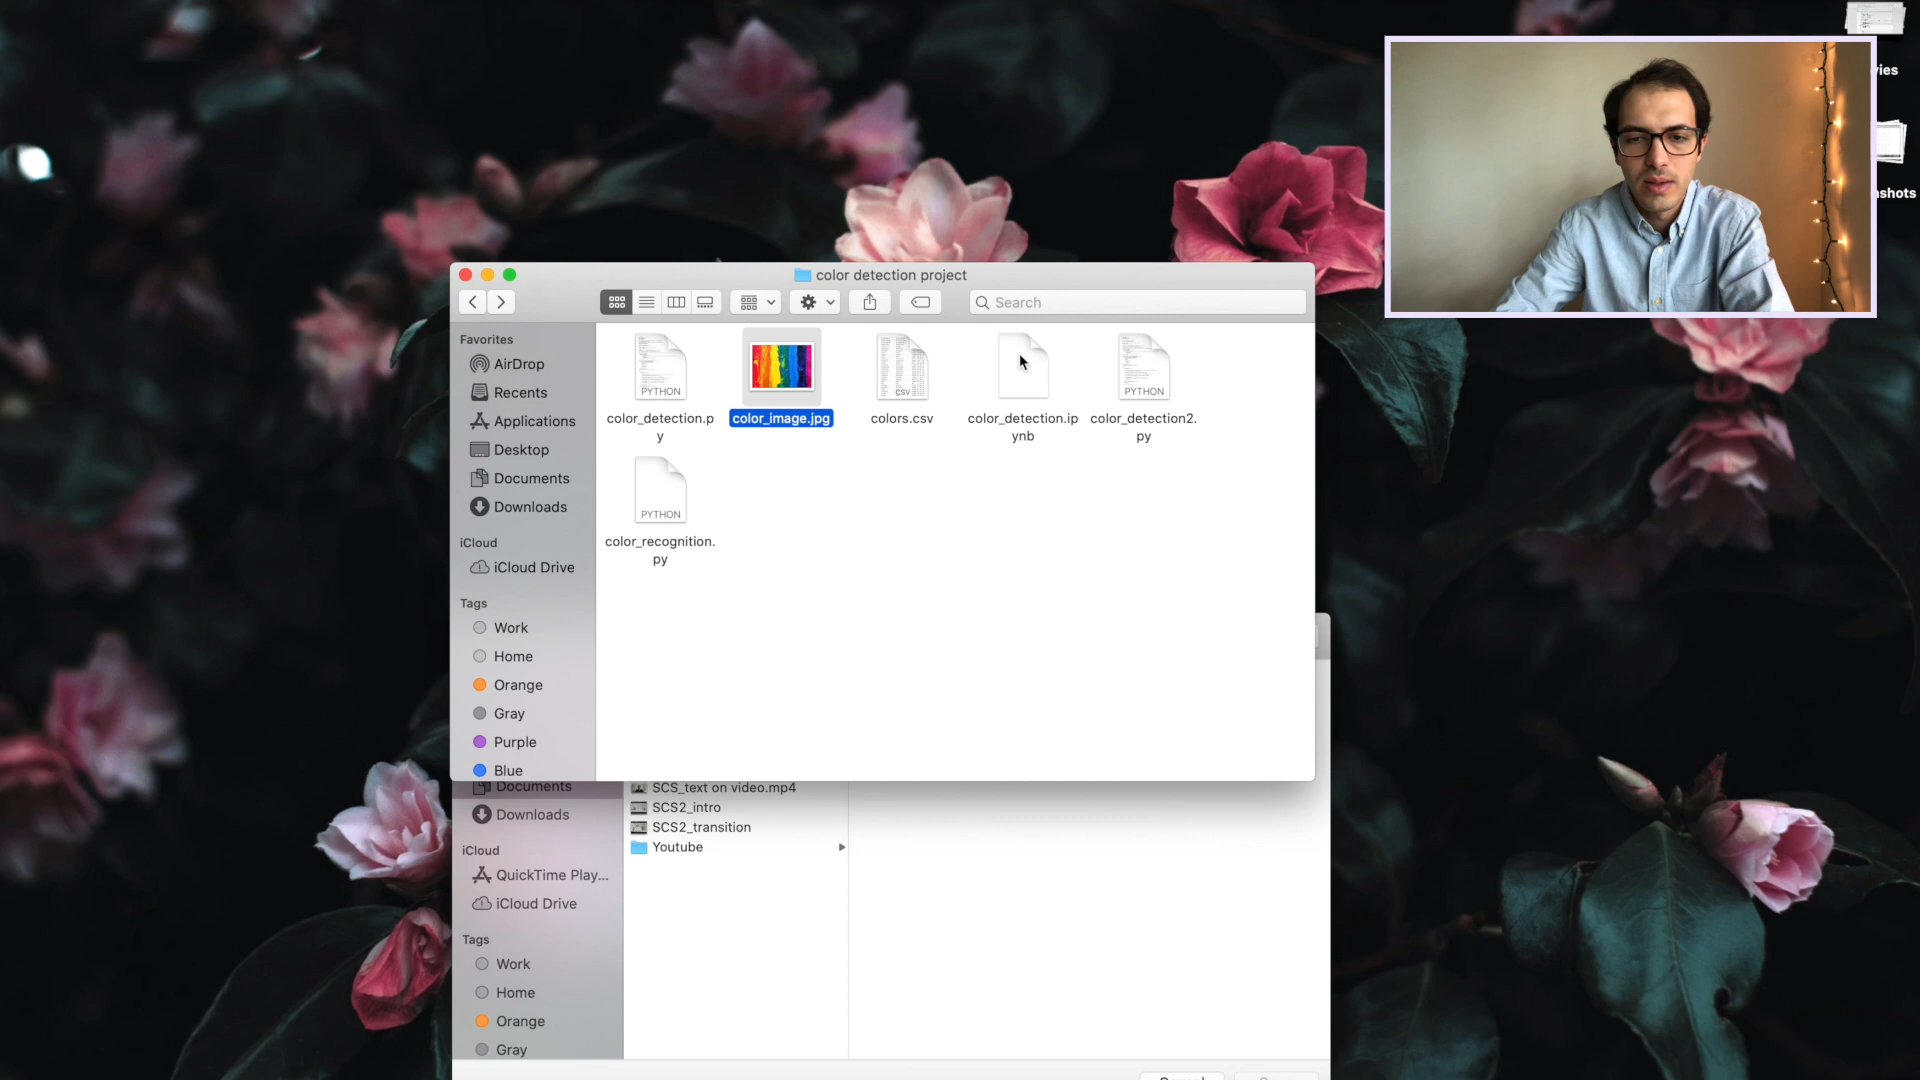 vies
nshots
color detection project
Search
Favorites
AirDrop
Recents
Applications
Desktop
Documents
Downloads
iCloud
iCloud Drive
Tags
Work
Home
Orange
Gray
Purple
Blue
PYTHON
color_detection.p
y
color_image.jpg
CSV
colors.csv
color_detection.ip
ynb
PYTHON
color_detection2.
py
PYTHON
color_recognition.
py
Documents
Downloads
iCloud
QuickTime Play...
iCloud Drive
Tags
Work
Home
Orange
Gray
SCS_text on video.mp4
SCS2_intro
SCS2_transition
Youtube